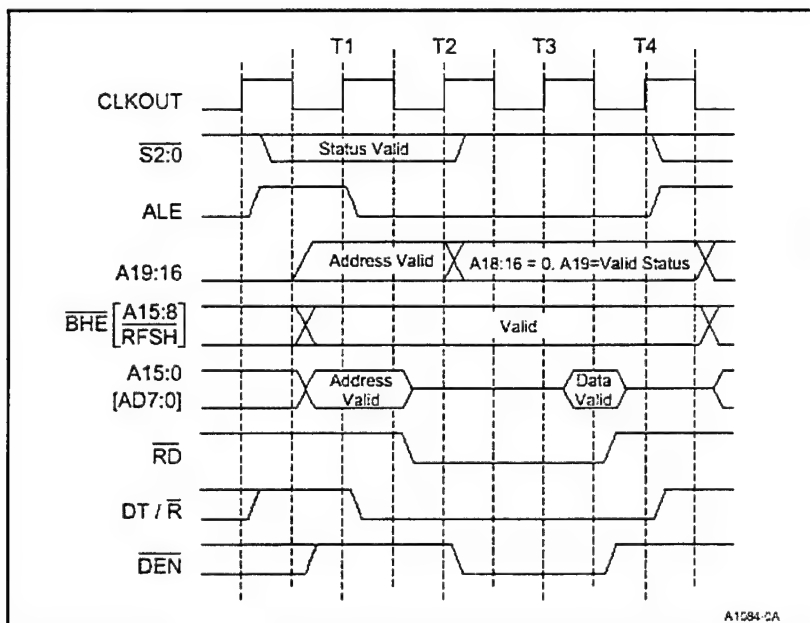 T1 T2 T3 T4
CLKOUT
S2:0
Status Valid
ALE
A19:16
Address Valid
A18:16 = 0. A19=Valid Status
BHE [A15:8 RFSH]
Valid
A15:0
[AD7:0]
Address
Valid
Data
Valid
RD
DT / R
DEN
A1084-0A